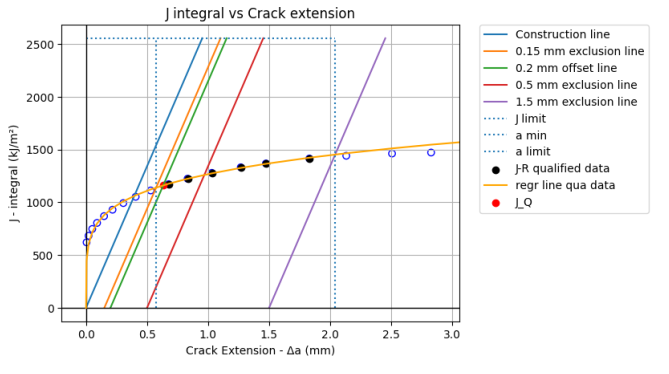 J integral vs Crack extension
J - integral (kJ/m²)
2500
2000
1500
1000
500
0
0.0 0.5 1.0 1.5 2.0 2.5 3.0
Crack Extension - Δa (mm)
Construction line
0.15 mm exclusion line
0.2 mm offset line
0.5 mm exclusion line
1.5 mm exclusion line
J limit
a min
a limit
J-R qualified data
regr line qua data
J_Q